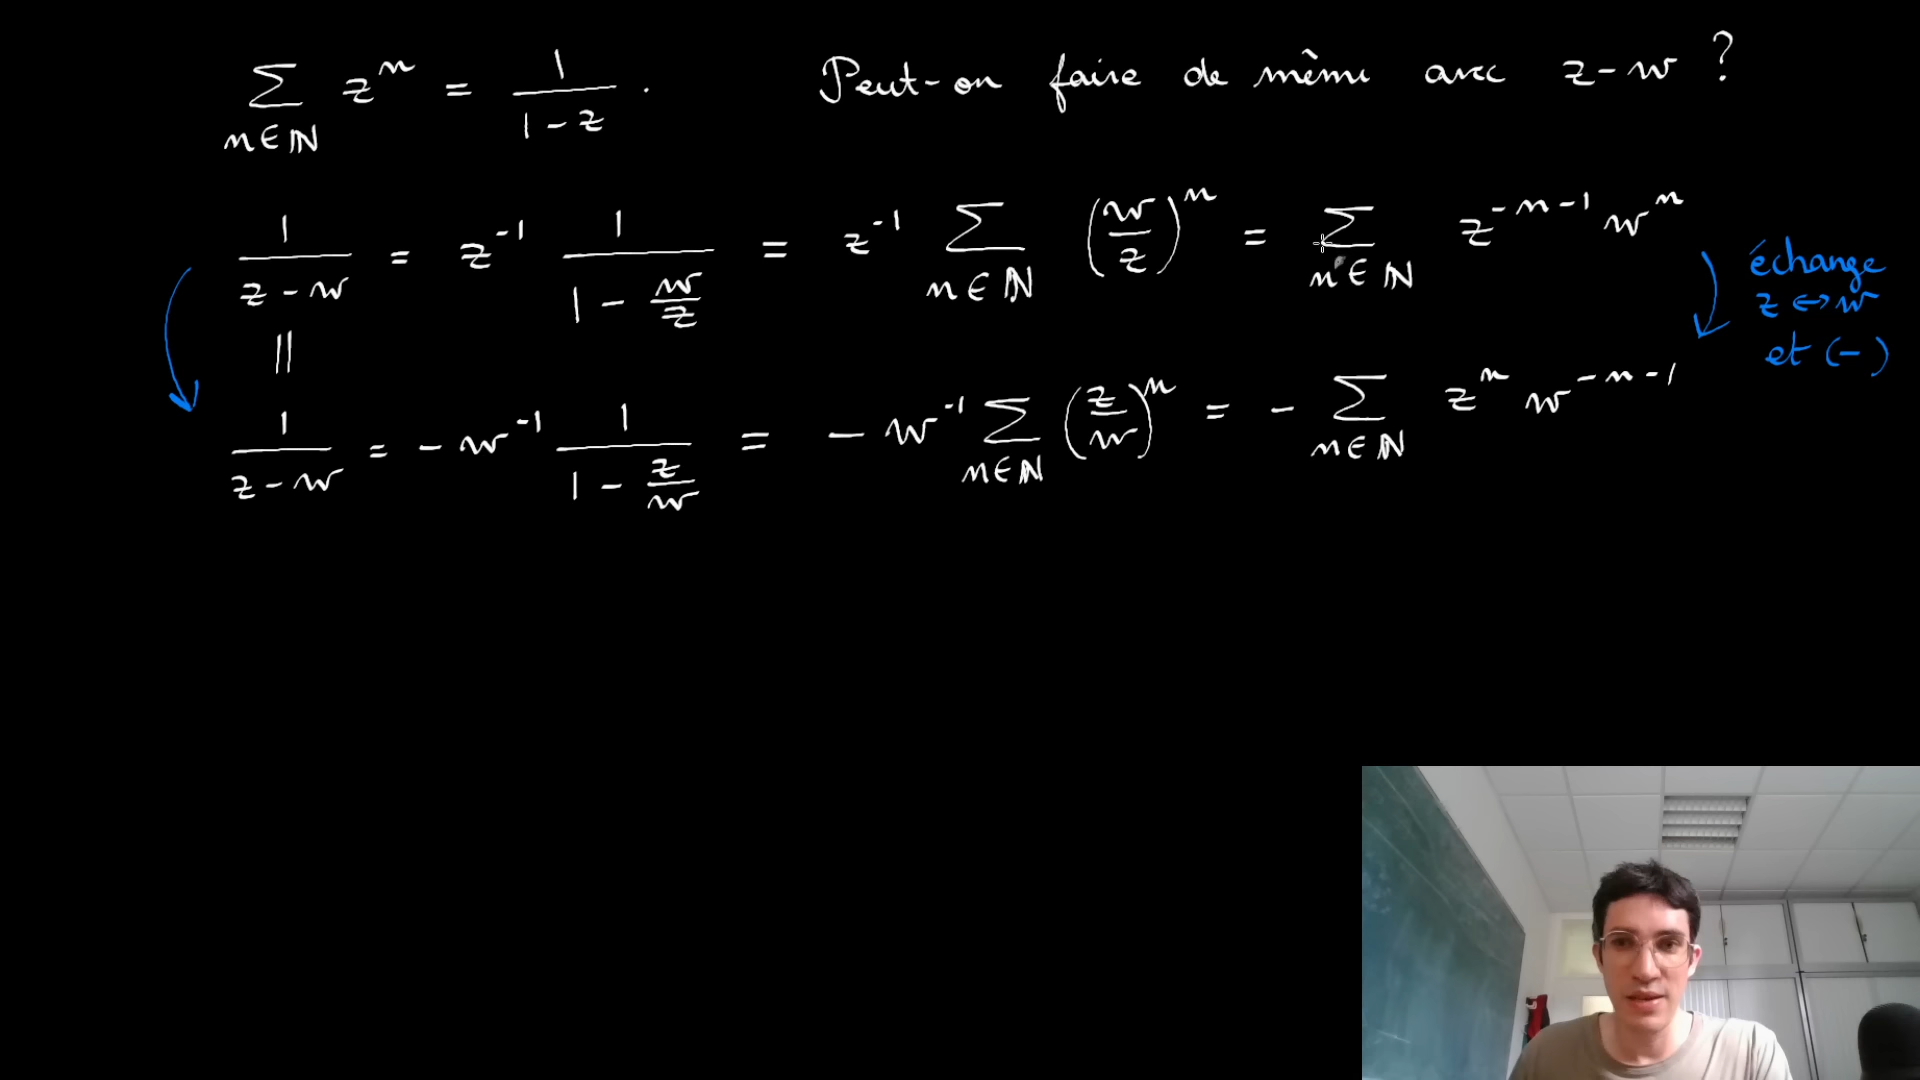 ∑_{n∈ℕ} z^n = 1/(1-z). Peut-on faire de même avec z-w ?
1/(z-w) = z^{-1} 1/(1 - w/z) = z^{-1} ∑_{n∈ℕ} (w/z)^n = ∑_{n∈ℕ} z^{-n-1} w^n
échange
z ↔ w
et (-)
||
1/(z-w) = - w^{-1} 1/(1 - z/w) = - w^{-1} ∑_{n∈ℕ} (z/w)^n = - ∑_{n∈ℕ} z^n w^{-n-1}